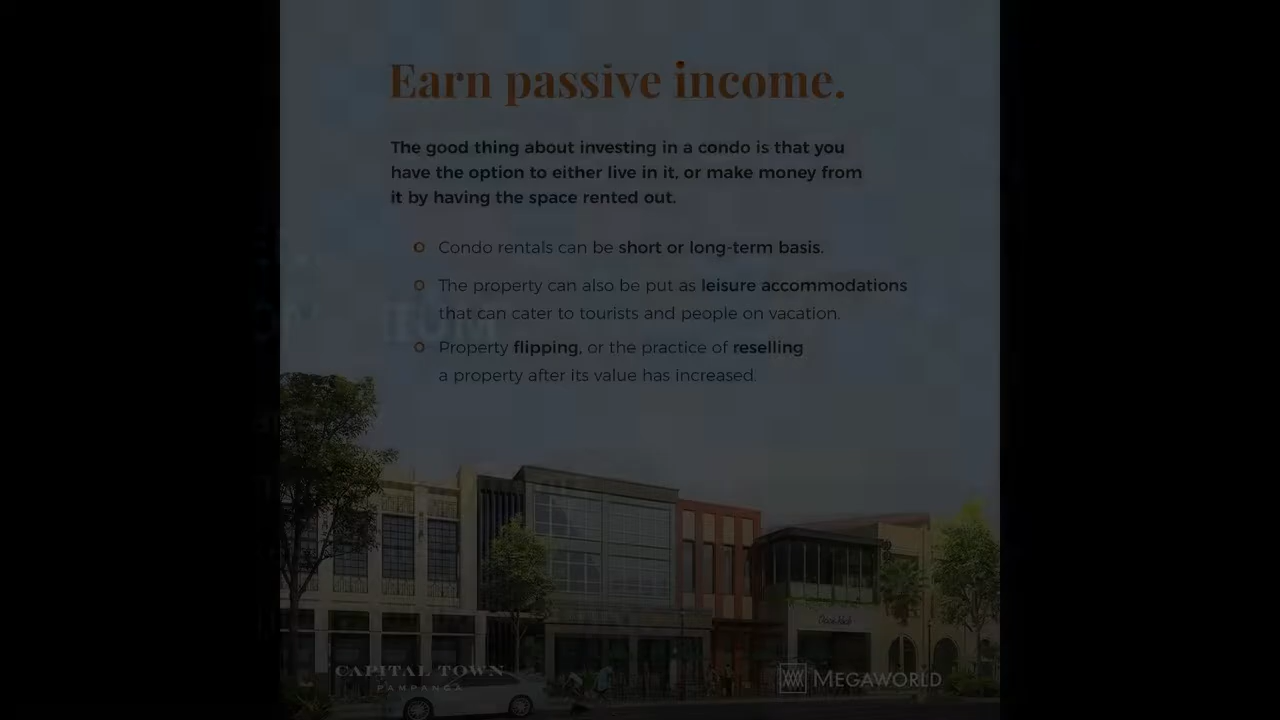 Earn passive income.
The good thing about investing in a condo is that you
have the option to either live in it, or make money from
it by having the space rented out.
Condo rentals can be short or long-term basis.
The property can also be put as leisure accommodations
that can cater to tourists and people on vacation.
Property flipping, or the practice of reselling
a property after its value has increased.
CAPITAL TOWN
PAMPANGA
MEGAWORLD